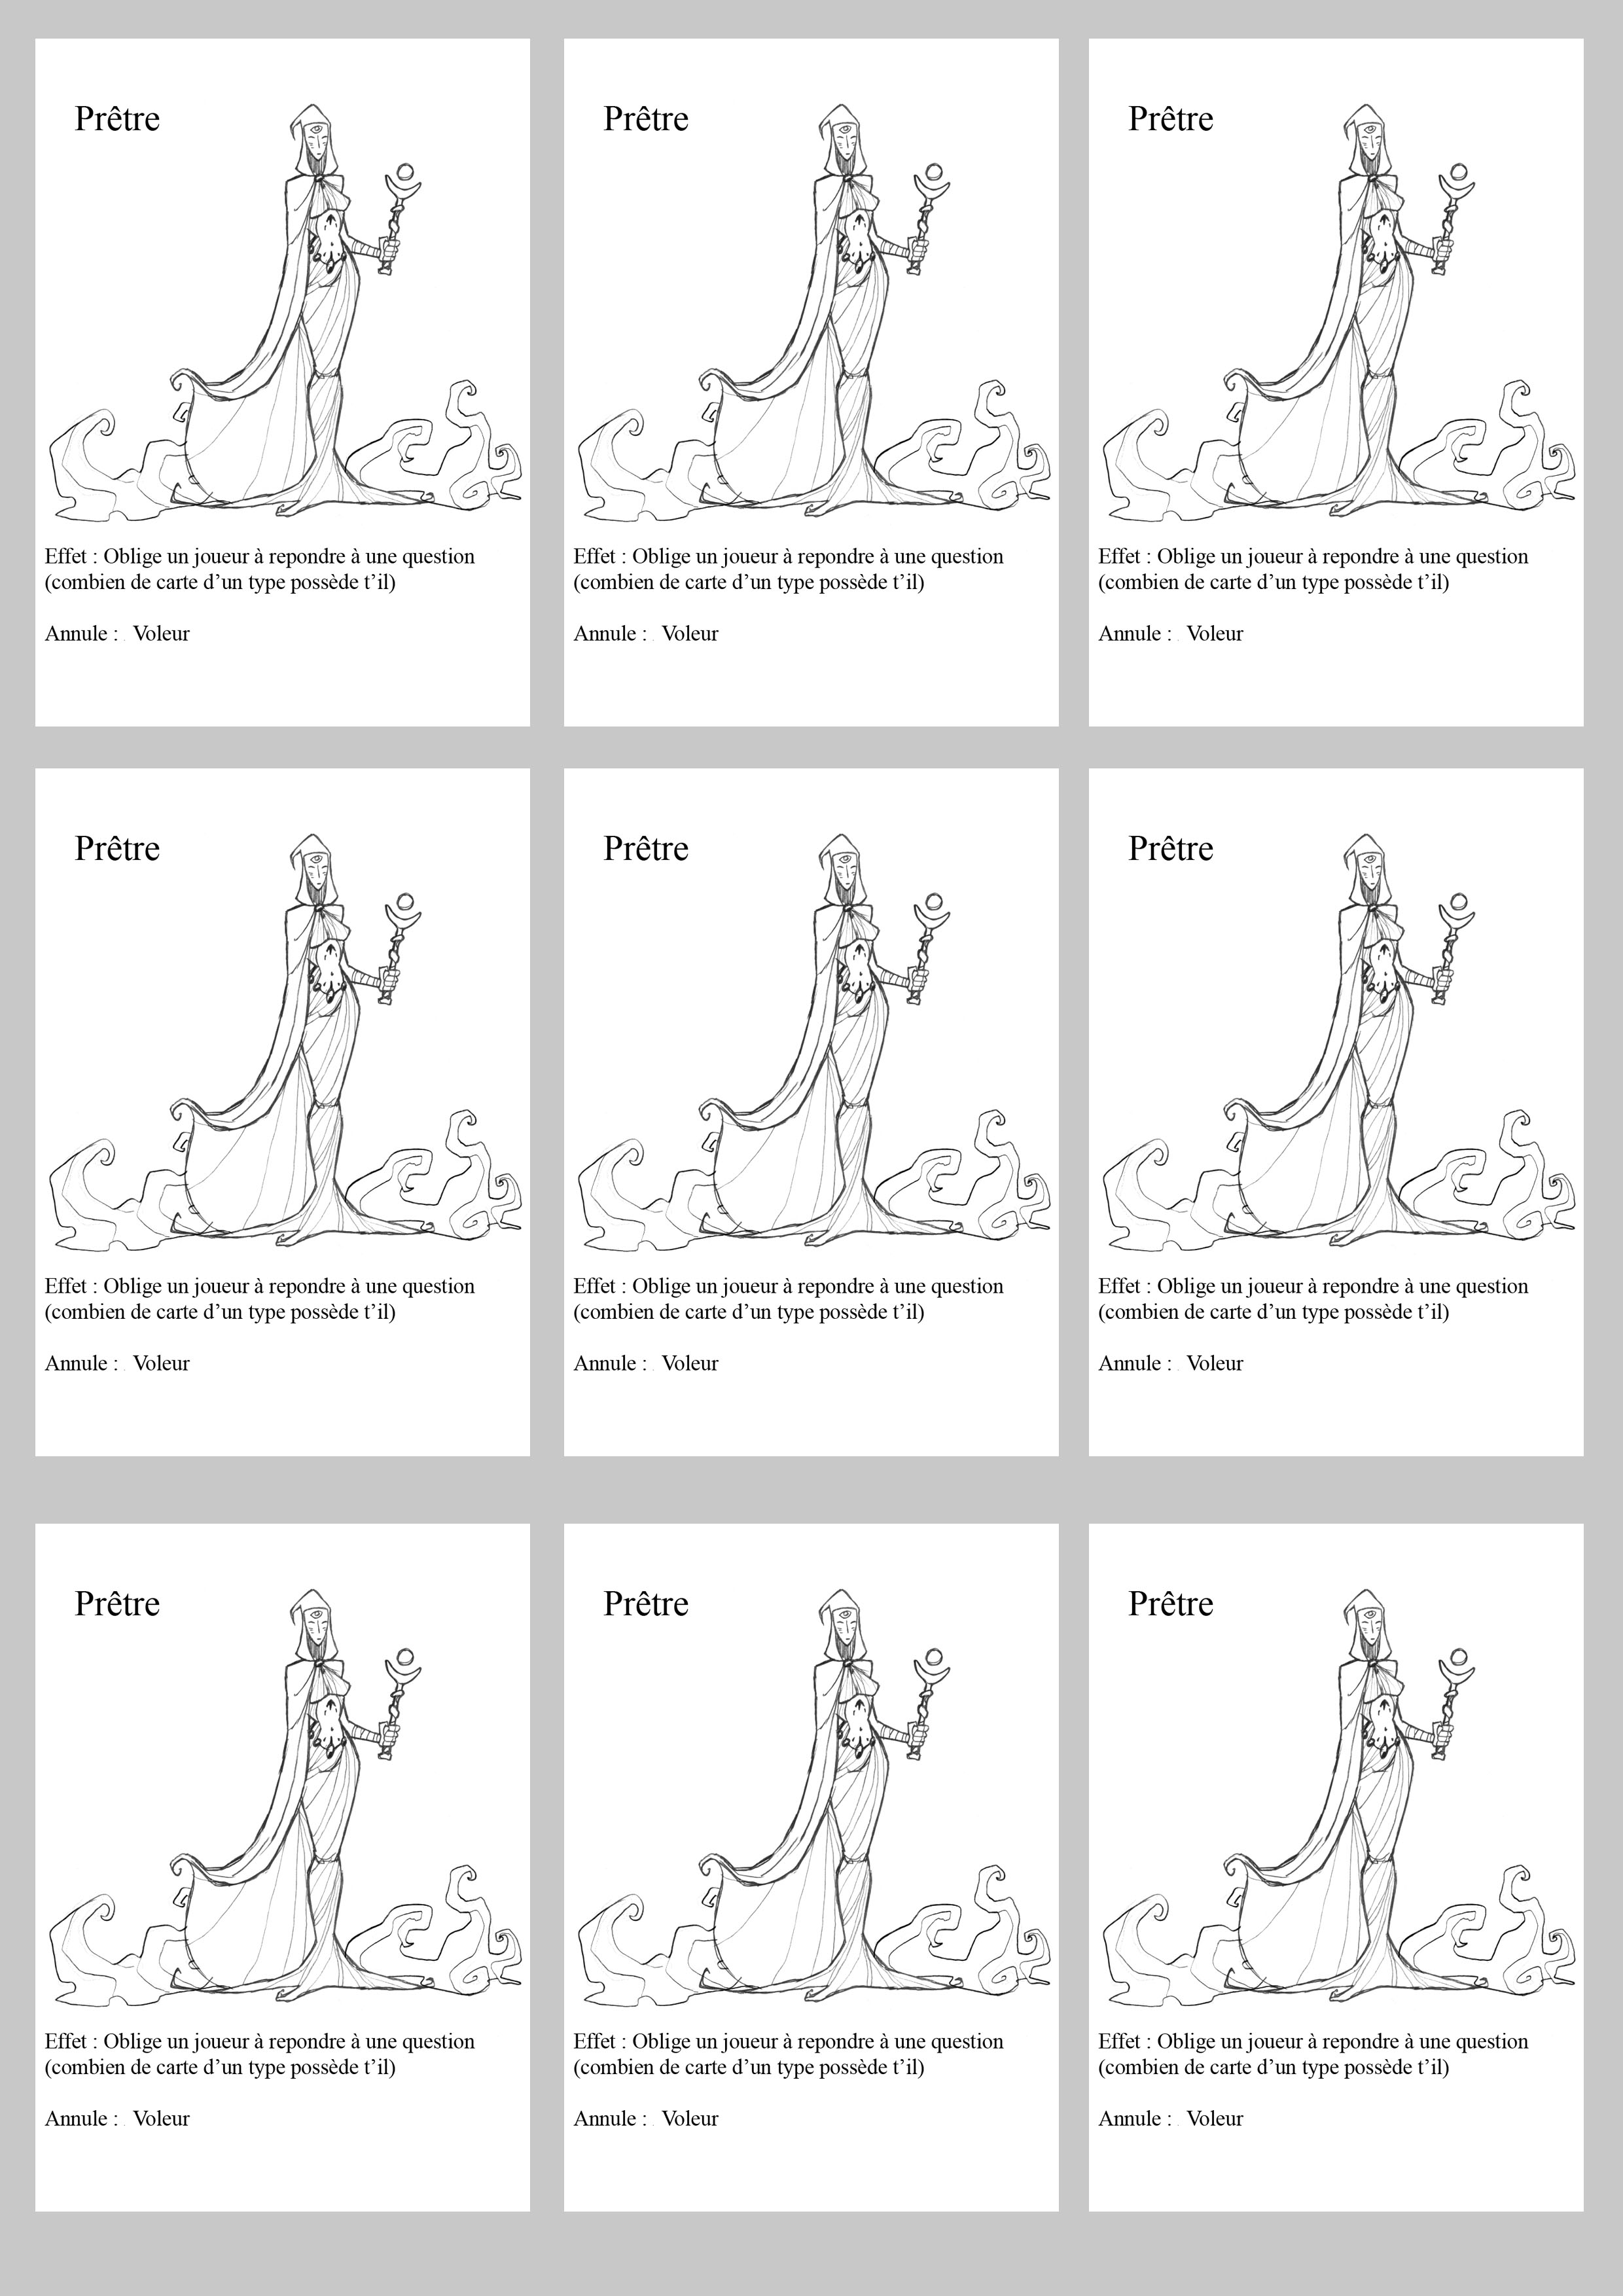 Prêtre
Effet : Oblige un joueur à repondre à une question
(combien de carte d’un type possède t’il)
Annule : Voleur
Prêtre
Effet : Oblige un joueur à repondre à une question
(combien de carte d’un type possède t’il)
Annule : Voleur
Prêtre
Effet : Oblige un joueur à repondre à une question
(combien de carte d’un type possède t’il)
Annule : Voleur
Prêtre
Effet : Oblige un joueur à repondre à une question
(combien de carte d’un type possède t’il)
Annule : Voleur
Prêtre
Effet : Oblige un joueur à repondre à une question
(combien de carte d’un type possède t’il)
Annule : Voleur
Prêtre
Effet : Oblige un joueur à repondre à une question
(combien de carte d’un type possède t’il)
Annule : Voleur
Prêtre
Effet : Oblige un joueur à repondre à une question
(combien de carte d’un type possède t’il)
Annule : Voleur
Prêtre
Effet : Oblige un joueur à repondre à une question
(combien de carte d’un type possède t’il)
Annule : Voleur
Prêtre
Effet : Oblige un joueur à repondre à une question
(combien de carte d’un type possède t’il)
Annule : Voleur